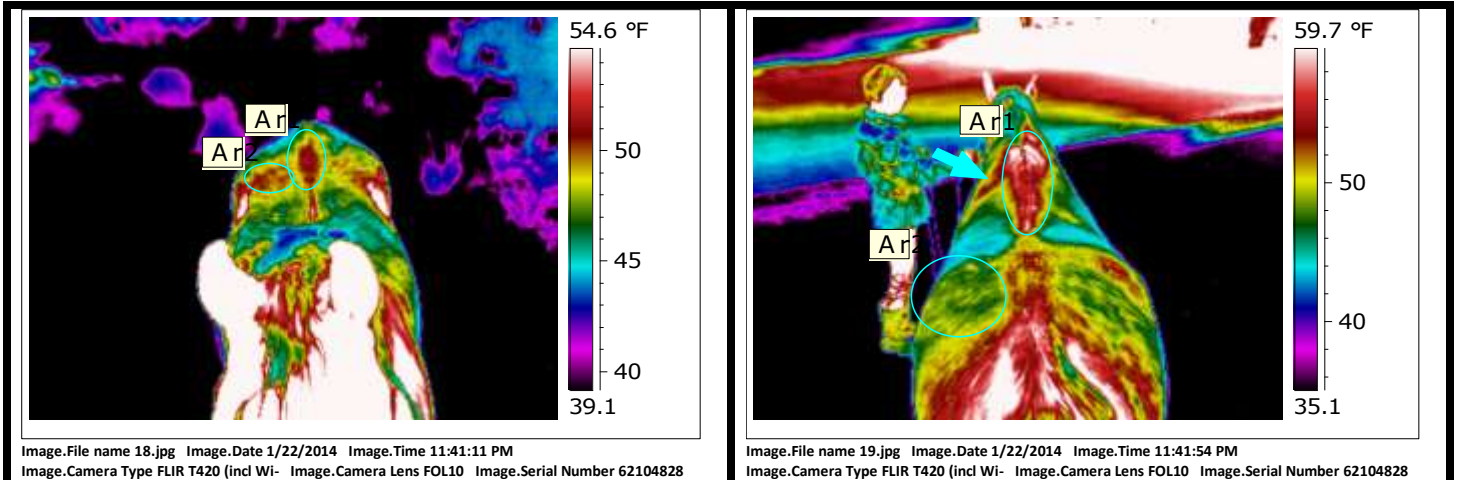 54.6 °F
Ar
Ar2
50
45
40
39.1
Image.File name 18.jpg Image.Date 1/22/2014 Image.Time 11:41:11 PM
Image.Camera Type FLIR T420 (incl Wi- Image.Camera Lens FOL10 Image.Serial Number 62104828
59.7 °F
Ar1
Ar2
50
40
35.1
Image.File name 19.jpg Image.Date 1/22/2014 Image.Time 11:41:54 PM
Image.Camera Type FLIR T420 (incl Wi- Image.Camera Lens FOL10 Image.Serial Number 62104828